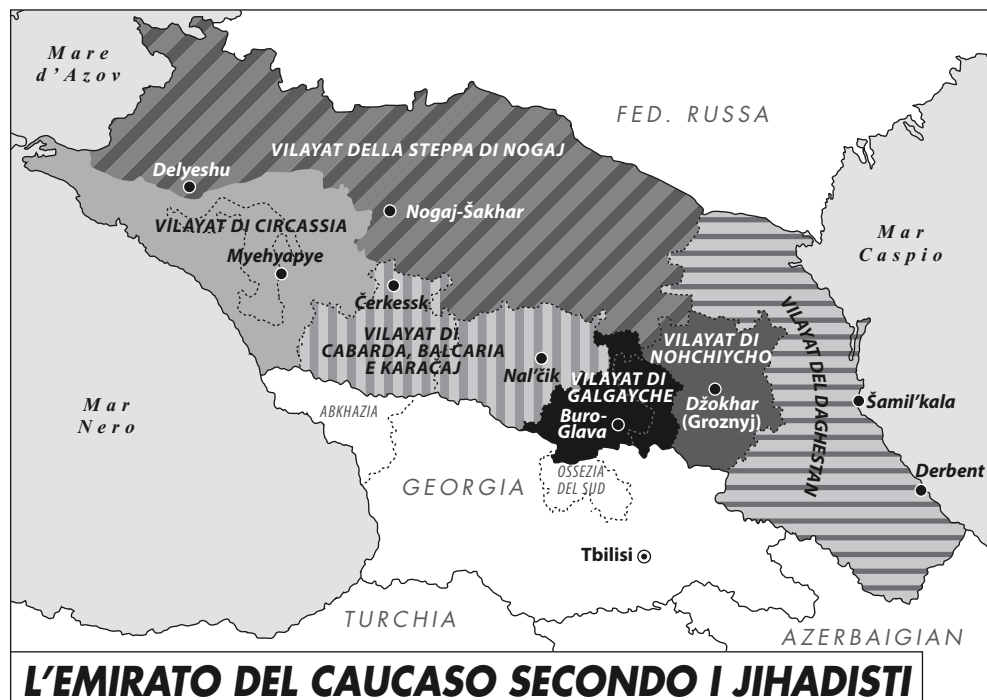 Mare
d'Azov
FED. RUSSA
VILAYAT DELLA STEPPA DI NOGAJ
Delyeshu
Nogaj-Šakhar
VILAYAT DI CIRCASSIA
Myehyapye
Mar
Caspio
Čerkessk
VILAYAT DI
CABARDA, BALCARIA
E KARAČAJ
Nal'čik
VILAYAT DI
NOHCHIYCHO
VILAYAT DI
GALGAYCHE
VILAYAT DEL DAGHESTAN
Džokhar
(Groznyj)
Šamil'kala
Buro-
Glava
Mar
Nero
ABKHAZIA
GEORGIA
OSSEZIA
DEL SUD
Derbent
Tbilisi
TURCHIA
AZERBAIGIAN
L'EMIRATO DEL CAUCASO SECONDO I JIHADISTI